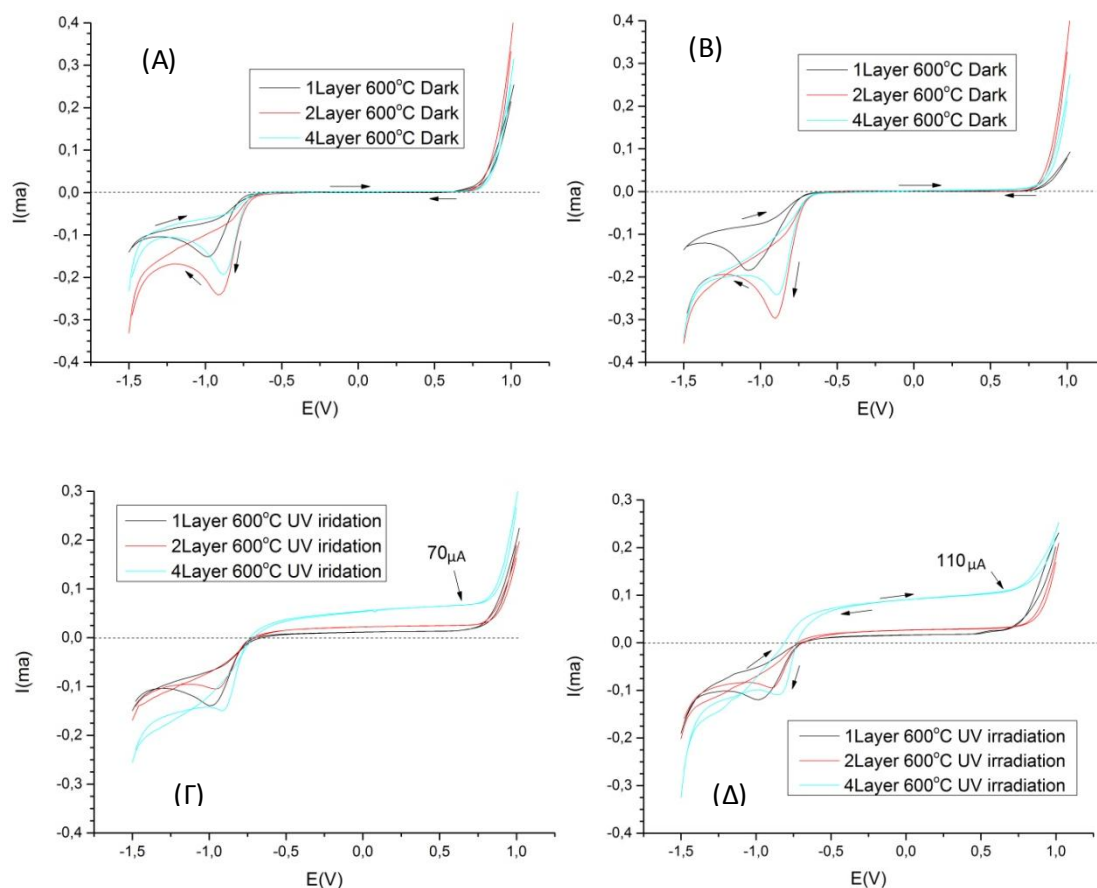 (Α)
1Layer 600°C Dark
2Layer 600°C Dark
4Layer 600°C Dark
0,4
0,3
0,2
0,1
0,0
-0,1
-0,2
-0,3
-0,4
I(ma)
-1,5 -1,0 -0,5 0,0 0,5 1,0
E(V)
(Β)
1Layer 600°C Dark
2Layer 600°C Dark
4Layer 600°C Dark
0,4
0,3
0,2
0,1
0,0
-0,1
-0,2
-0,3
-0,4
I(ma)
-1,5 -1,0 -0,5 0,0 0,5 1,0
E(V)
1Layer 600°C UV iridation
2Layer 600°C UV iridation
4Layer 600°C UV iridation
70μA
0,3
0,2
0,1
0,0
-0,1
-0,2
-0,3
-0,4
I(ma)
(Γ)
-1,5 -1,0 -0,5 0,0 0,5 1,0
E(V)
110μA
0,3
0,2
0,1
0,0
-0,1
-0,2
-0,3
-0,4
I(ma)
1Layer 600°C UV irradiation
2Layer 600°C UV irradiation
4Layer 600°C UV irradiation
(Δ)
-1,5 -1,0 -0,5 0,0 0,5 1,0
E(V)